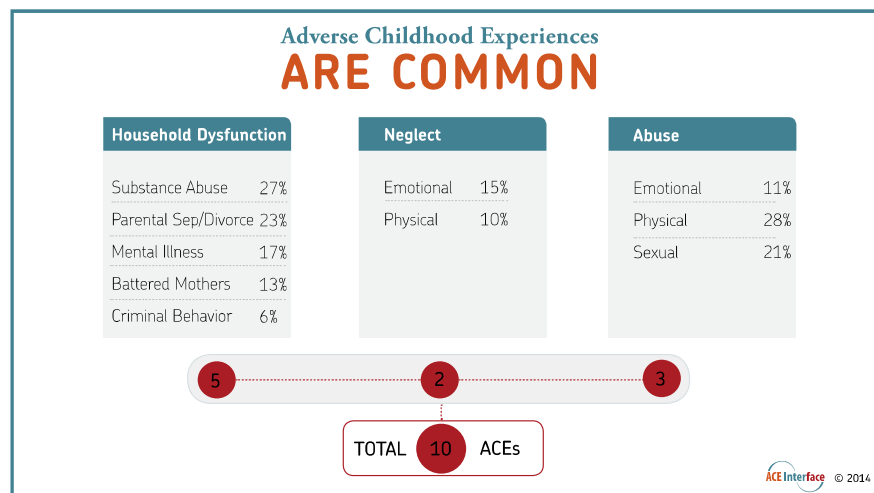 Adverse Childhood Experiences
ARE COMMON
Household Dysfunction
Substance Abuse 27%
Parental Sep/Divorce 23%
Mental Illness 17%
Battered Mothers 13%
Criminal Behavior 6%
Neglect
Emotional 15%
Physical 10%
Abuse
Emotional 11%
Physical 28%
Sexual 21%
5 2 3
TOTAL 10 ACEs
ACE Interface © 2014